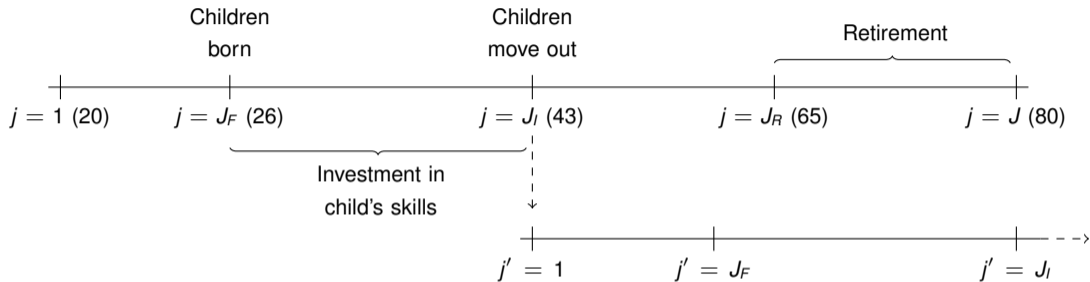 Children
born
Children
move out
Retirement
j = 1 (20)
j = J_F (26)
j = J_I (43)
j = J_R (65)
j = J (80)
Investment in
child's skills
j′ = 1
j′ = J_F
j′ = J_I